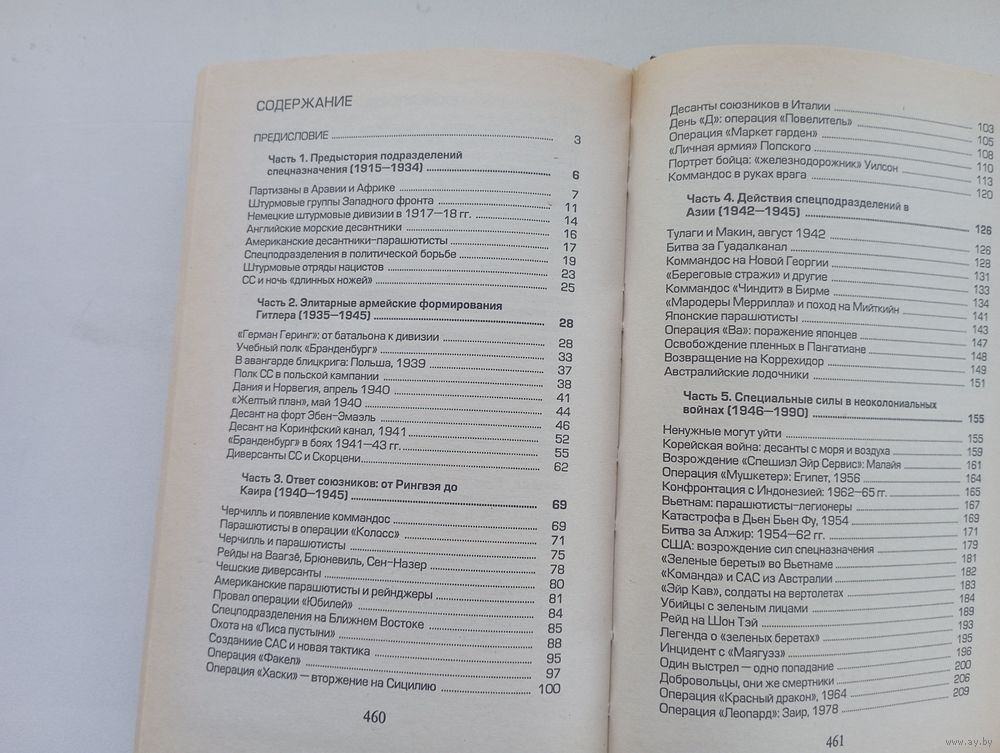 СОДЕРЖАНИЕ
ПРЕДИСЛОВИЕ 3
Часть 1. Предыстория подразделений
спецназначения (1915—1934) 6
Партизаны в Аравии и Африке 7
Штурмовые группы Западного фронта 11
Немецкие штурмовые дивизии в 1917–18 гг. 14
Английские морские десантники 16
Американские десантники-парашютисты 17
Спецподразделения в политической борьбе 19
Штурмовые отряды нацистов 23
СС и ночь «длинных ножей» 25
Часть 2. Элитарные армейские формирования
Гитлера (1935—1945) 28
«Герман Геринг»: от батальона к дивизии 28
Учебный полк «Бранденбург» 33
В авангарде блицкрига: Польша, 1939 37
Полк СС в польской кампании 38
Дания и Норвегия, апрель 1940 41
«Желтый план», май 1940 44
Десант на форт Эбен-Эмаэль 46
Десант на Коринфский канал, 1941 52
«Бранденбург» в боях 1941–43 гг. 55
Диверсанты СС и Скорцени 62
Часть 3. Ответ союзников: от Рингвэя до
Каира (1940—1945) 69
Черчилль и появление коммандос 69
Парашютисты в операции «Колосс» 71
Черчилль и парашютисты 75
Рейды на Ваагзё, Брюневиль, Сен-Назер 78
Чешские диверсанты 80
Американские парашютисты и рейнджеры 81
Провал операции «Юбилей» 84
Спецподразделения на Ближнем Востоке 85
Охота на «Лиса пустыни» 88
Созданиие САС и новая тактика 95
Операция «Факел» 97
Операция «Хаски» — вторжение на Сицилию 100
460
Десанты союзников в Италии 103
День «Д»: операция «Повелитель» 105
Операция «Маркет гарден» 108
«Личная армия» Попского 110
Портрет бойца: «железнодорожник» Уилсон 113
Коммандос в руках врага 120
Часть 4. Действия спецподразделений в
Азии (1942—1945) 126
Тулаги и Макин, август 1942 126
Битва за Гуадалканал 128
Коммандос на Новой Георгии 131
«Береговые стражи» и другие 133
Коммандос «Чиндит» в Бирме 134
«Мародеры Меррилла» и поход на Мийткийн 141
Японские парашютисты 143
Операция «Ва»: поражение японцев 147
Освобождение пленных в Пангатиане 148
Возвращение на Коррехидор 149
Австралийские лодочники 151
Часть 5. Специальные силы в неоколониальных
войнах (1946—1990) 155
Ненужные могут уйти 155
Корейская война: десанты с моря и воздуха 159
Возрождение «Спешиэл Эйр Сервис»: Малайя 161
Операция «Мушкетер»: Египет, 1956 164
Конфронтация с Индонезией: 1962–65 гг. 165
Вьетнам: парашютисты-легионеры 167
Катастрофа в Дьен Бьен Фу, 1954 169
Битва за Алжир: 1954–62 гг. 171
США: возрождение сил спецназначения 179
«Зеленые береты» во Вьетнаме 181
«Команда» и САС из Австралии 182
«Эйр Кав», солдаты на вертолетах 183
Убийцы с зелеными лицами 184
Рейд на Шон Тэй 189
Легенда о «зеленых беретах» 193
Инцидент с «Маягуэз» 195
Один выстрел — одно попадание 196
Добровольцы, они же смертники 200
Операция «Красный дракон», 1964 206
Операция «Леопард»: Заир, 1978 209
461
www.ay.by